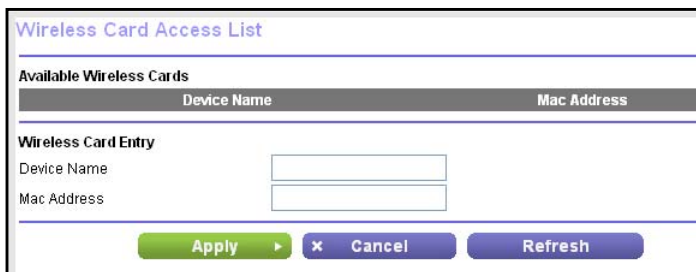 Wireless Card Access List
Available Wireless Cards
Device Name Mac Address
Wireless Card Entry
Device Name
Mac Address
Apply Cancel Refresh